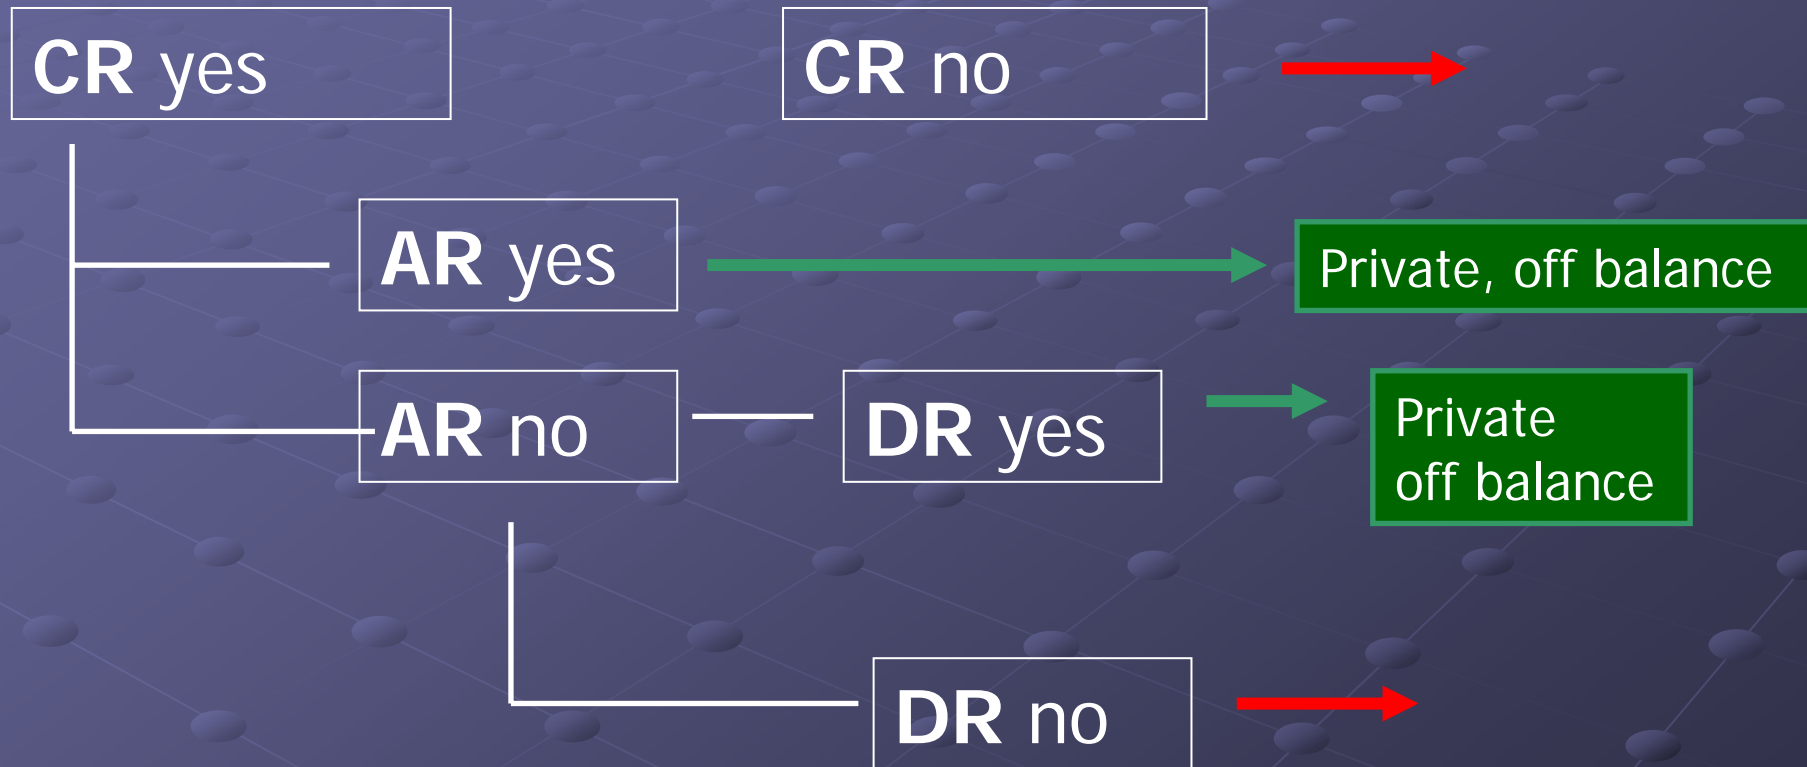 CR yes
CR no
AR yes
Private, off balance
AR no
DR yes
Private
off balance
DR no